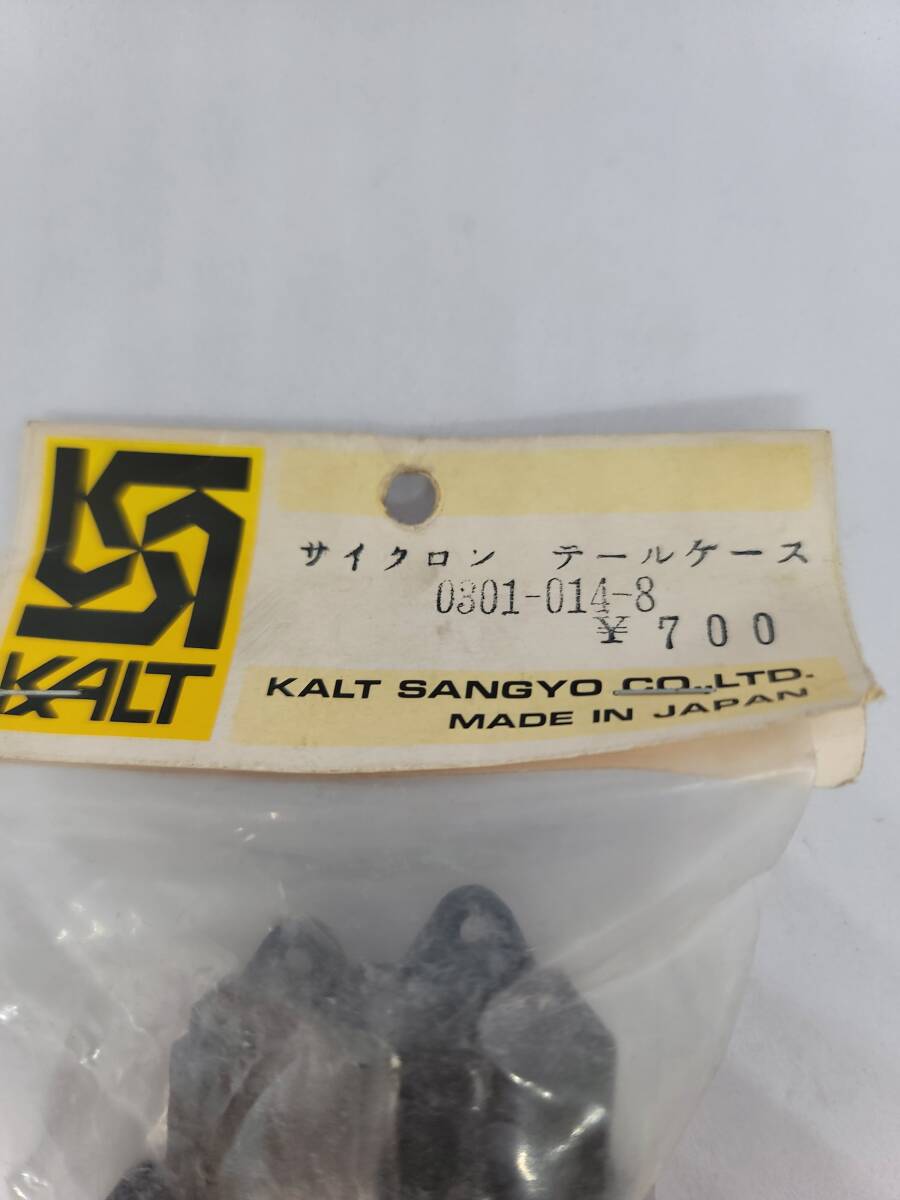 サイクロン テールケース
0301-014-8
¥ 700
KALT
KALT SANGYO CO.,LTD.
MADE IN JAPAN